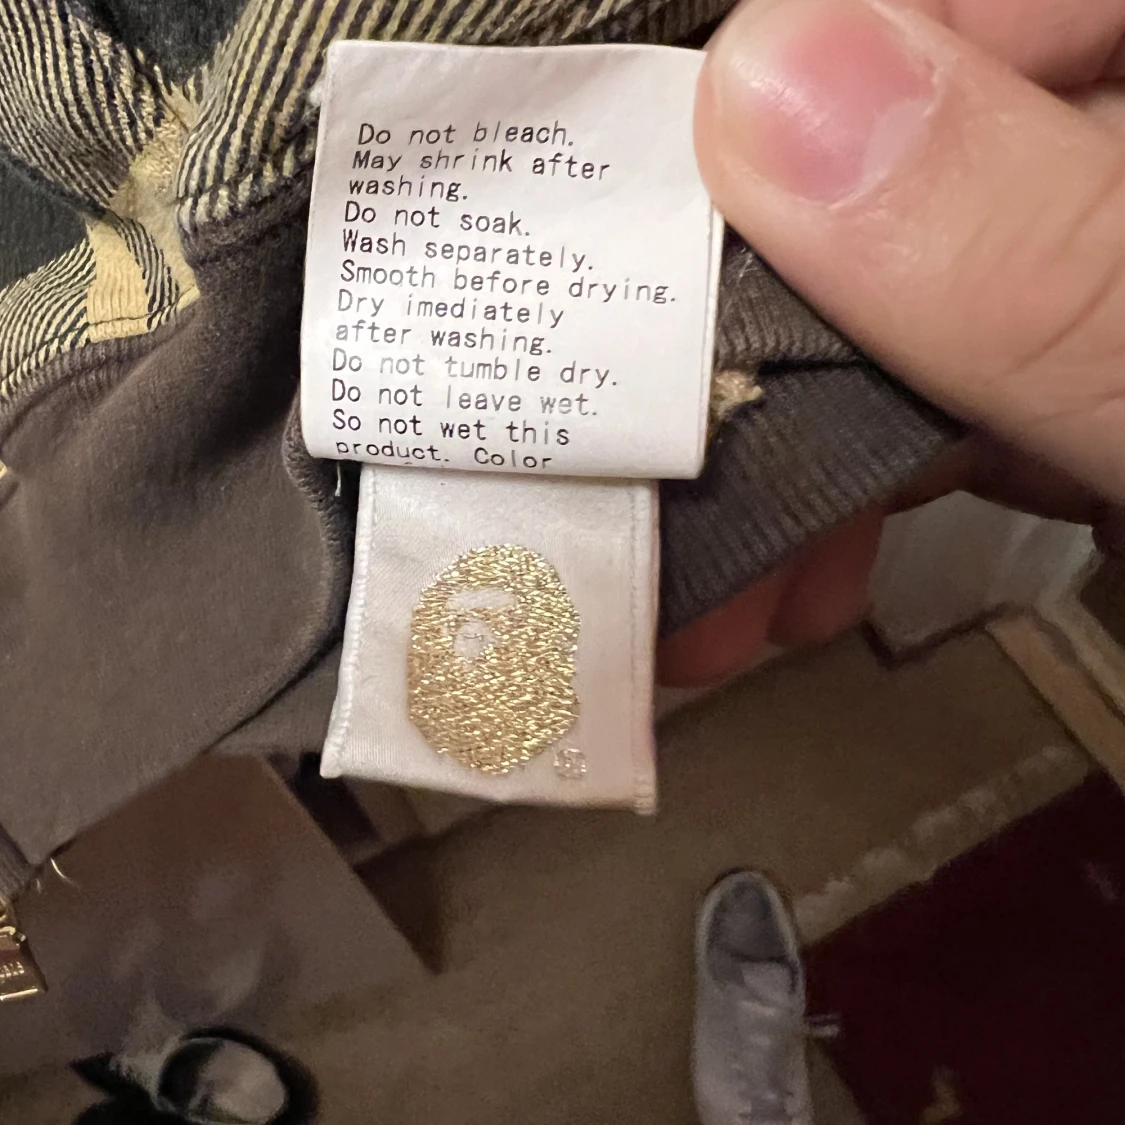 Do not bleach.
May shrink after
washing.
Do not soak.
Wash separately.
Smooth before drying.
Dry imediately
after washing.
Do not tumble dry.
Do not leave wet.
So not wet this
product. Color